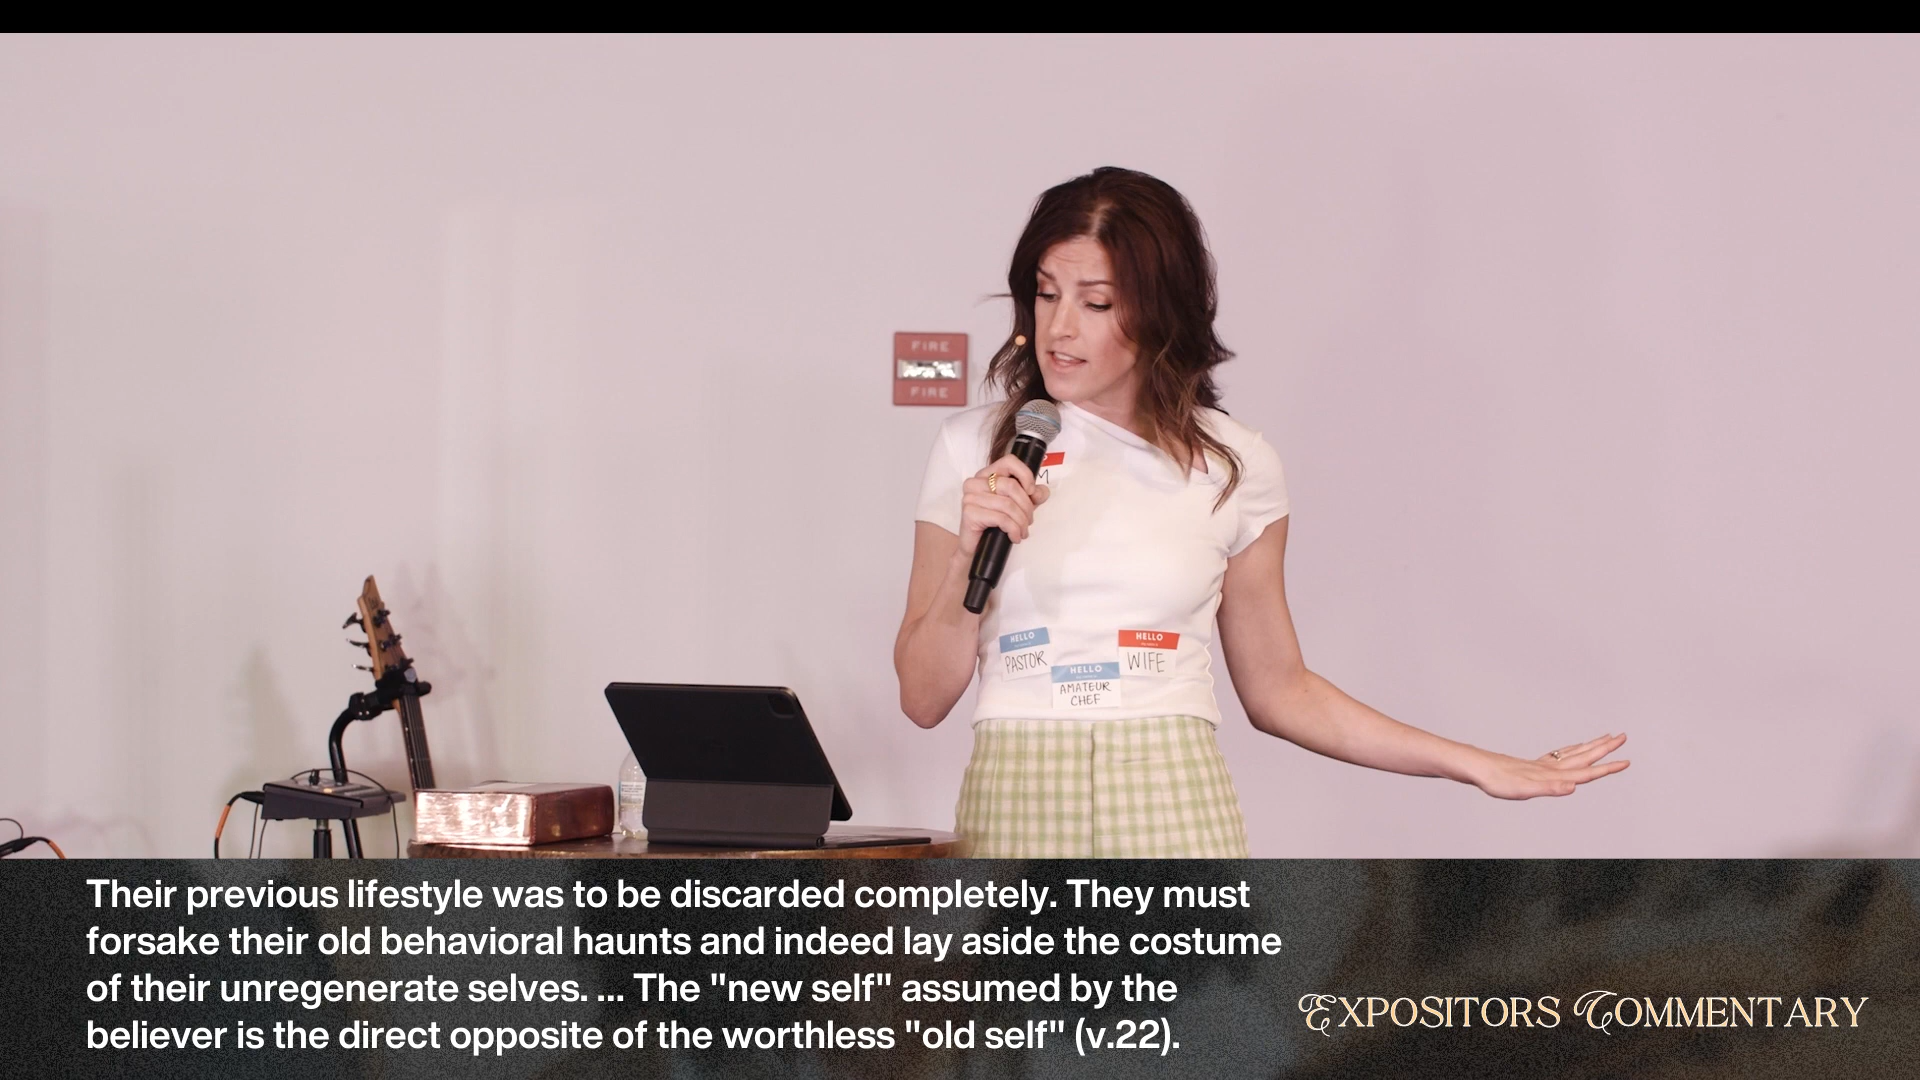 FIRE
FIRE
M
HELLO
PASTOR
HELLO
WIFE
HELLO
AMATEUR
CHEF
Their previous lifestyle was to be discarded completely. They must
forsake their old behavioral haunts and indeed lay aside the costume
of their unregenerate selves. ... The "new self" assumed by the
believer is the direct opposite of the worthless "old self" (v.22).
EXPOSITORS COMMENTARY